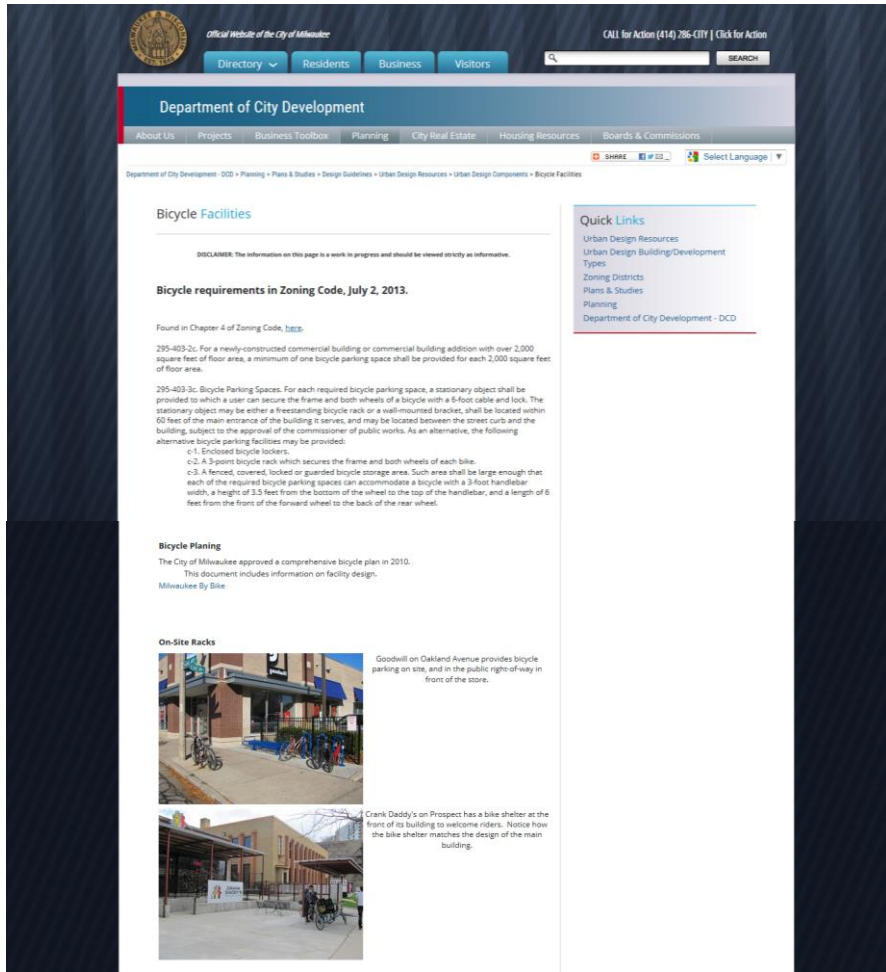 Official Website of the City of Milwaukee
CALL for Action (414) 286-CITY | Click for Action
Directory
Residents
Business
Visitors
SEARCH
Department of City Development
About Us
Projects
Business Toolbox
Planning
City Real Estate
Housing Resources
Boards & Commissions
SHARE
Select Language
Department of City Development - DCD > Planning > Plans & Studies > Design Guidelines > Urban Design Resources > Urban Design Components > Bicycle Facilities
Bicycle Facilities
DISCLAIMER: The information on this page is a work in progress and should be viewed strictly as informative.
Bicycle requirements in Zoning Code, July 2, 2013.
Found in Chapter 4 of Zoning Code, here.
295-403-2c. For a newly-constructed commercial building or commercial building addition with over 2,000
square feet of floor area, a minimum of one bicycle parking space shall be provided for each 2,000 square feet
of floor area.
295-403-3c. Bicycle Parking Spaces. For each required bicycle parking space, a stationary object shall be
provided to which a user can secure the frame and both wheels of a bicycle with a 6-foot cable and lock. The
stationary object may be either a freestanding bicycle rack or a wall-mounted bracket, shall be located within
60 feet of the main entrance of the building it serves, and may be located between the street curb and the
building, subject to the approval of the commissioner of public works. As an alternative, the following
alternative bicycle parking facilities may be provided:
c-1. Enclosed bicycle lockers.
c-2. A 3-point bicycle rack which secures the frame and both wheels of each bike.
c-3. A fenced, covered, locked or guarded bicycle storage area. Such area shall be large enough that
each of the required bicycle parking spaces can accommodate a bicycle with a 3-foot handlebar
width, a height of 3.5 feet from the bottom of the wheel to the top of the handlebar, and a length of 6
feet from the front of the forward wheel to the back of the rear wheel.
Bicycle Planing
The City of Milwaukee approved a comprehensive bicycle plan in 2010.
This document includes information on facility design.
Milwaukee By Bike
On-Site Racks
Goodwill on Oakland Avenue provides bicycle
parking on site, and in the public right-of-way in
front of the store.
Crank Daddy's on Prospect has a bike shelter at the
front of its building to welcome riders. Notice how
the bike shelter matches the design of the main
building.
Quick Links
Urban Design Resources
Urban Design Building/Development
Types
Zoning Districts
Plans & Studies
Planning
Department of City Development - DCD